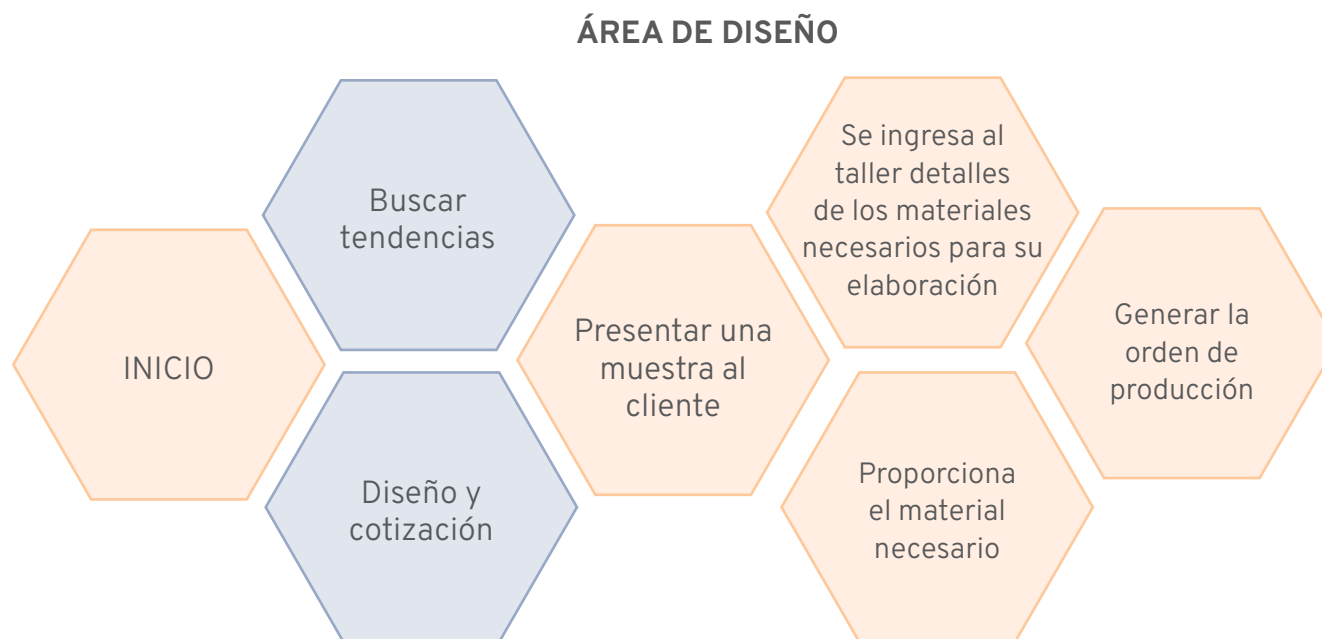 ÁREA DE DISEÑO
INICIO
Buscar
tendencias
Diseño y
cotización
Presentar una
muestra al
cliente
Se ingresa al
taller detalles
de los materiales
necesarios para su
elaboración
Proporciona
el material
necesario
Generar la
orden de
producción